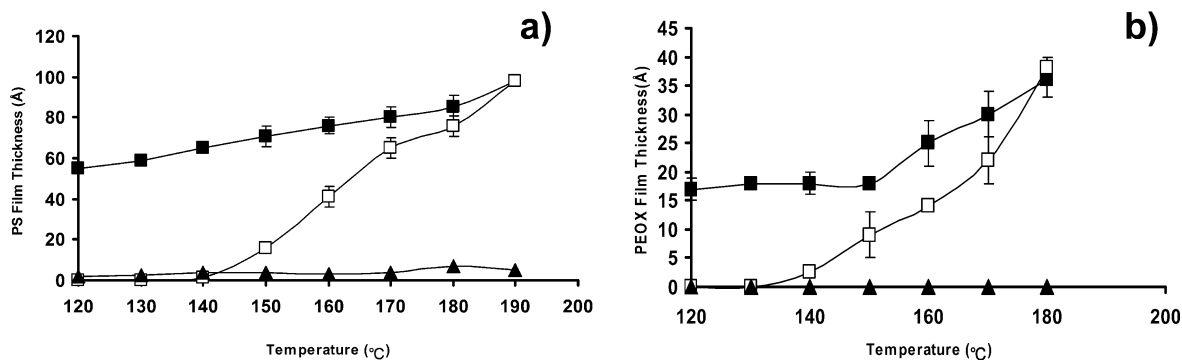 a)
PS Film Thickness (Å)
120
100
80
60
40
20
0
120 130 140 150 160 170 180 190 200
Temperature (°C)
b)
PEOX Film Thickness(Å)
45
40
35
30
25
20
15
10
5
0
120 140 160 180 200
Temperature (°C)